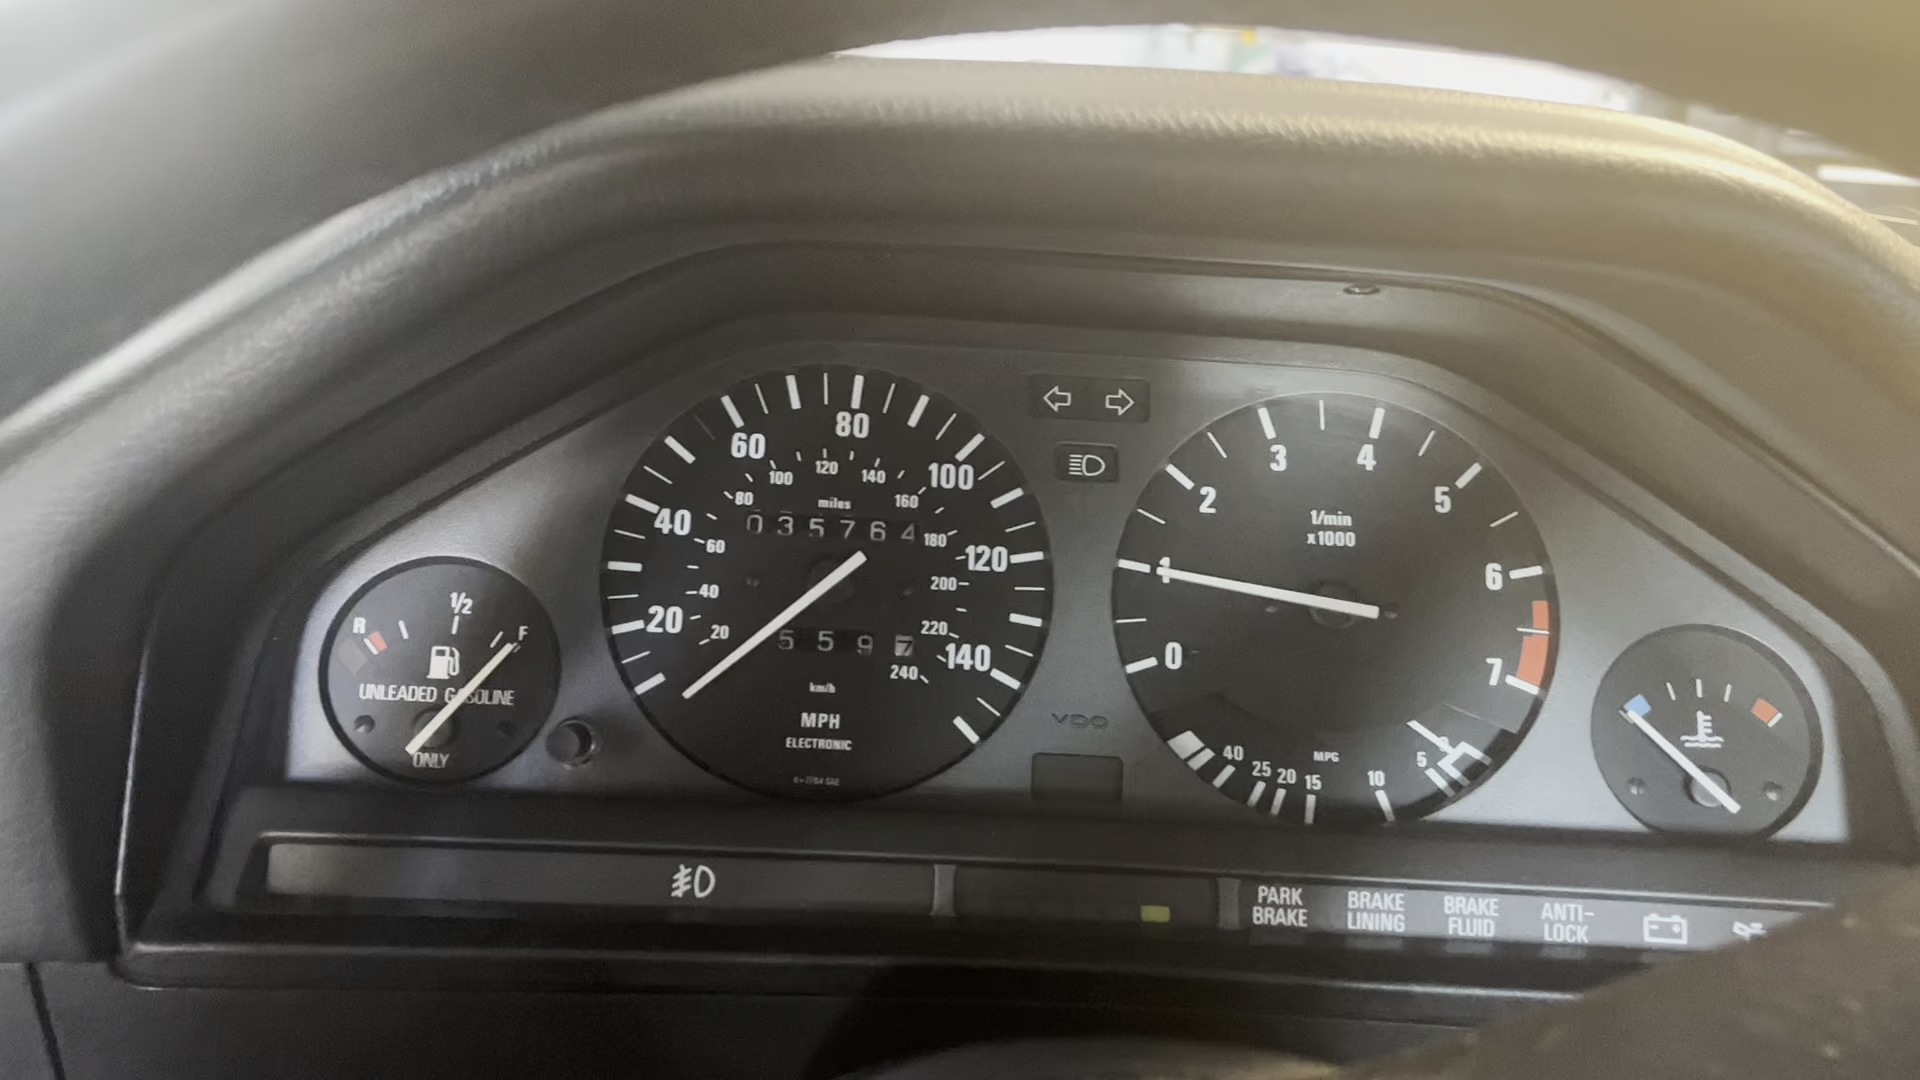 80
60
100
120
100
140
80
160
miles
40
035764
180
60
120
40
200
20
20
5597
220
140
240
km/h
MPH
ELECTRONIC
3
4
2
5
1/min
x1000
1
6
0
7
VDO
MPG
40
25
20
15
10
5
1/2
R
F
UNLEADED GASOLINE
ONLY
PARK
BRAKE
BRAKE
LINING
BRAKE
FLUID
ANTI-
LOCK